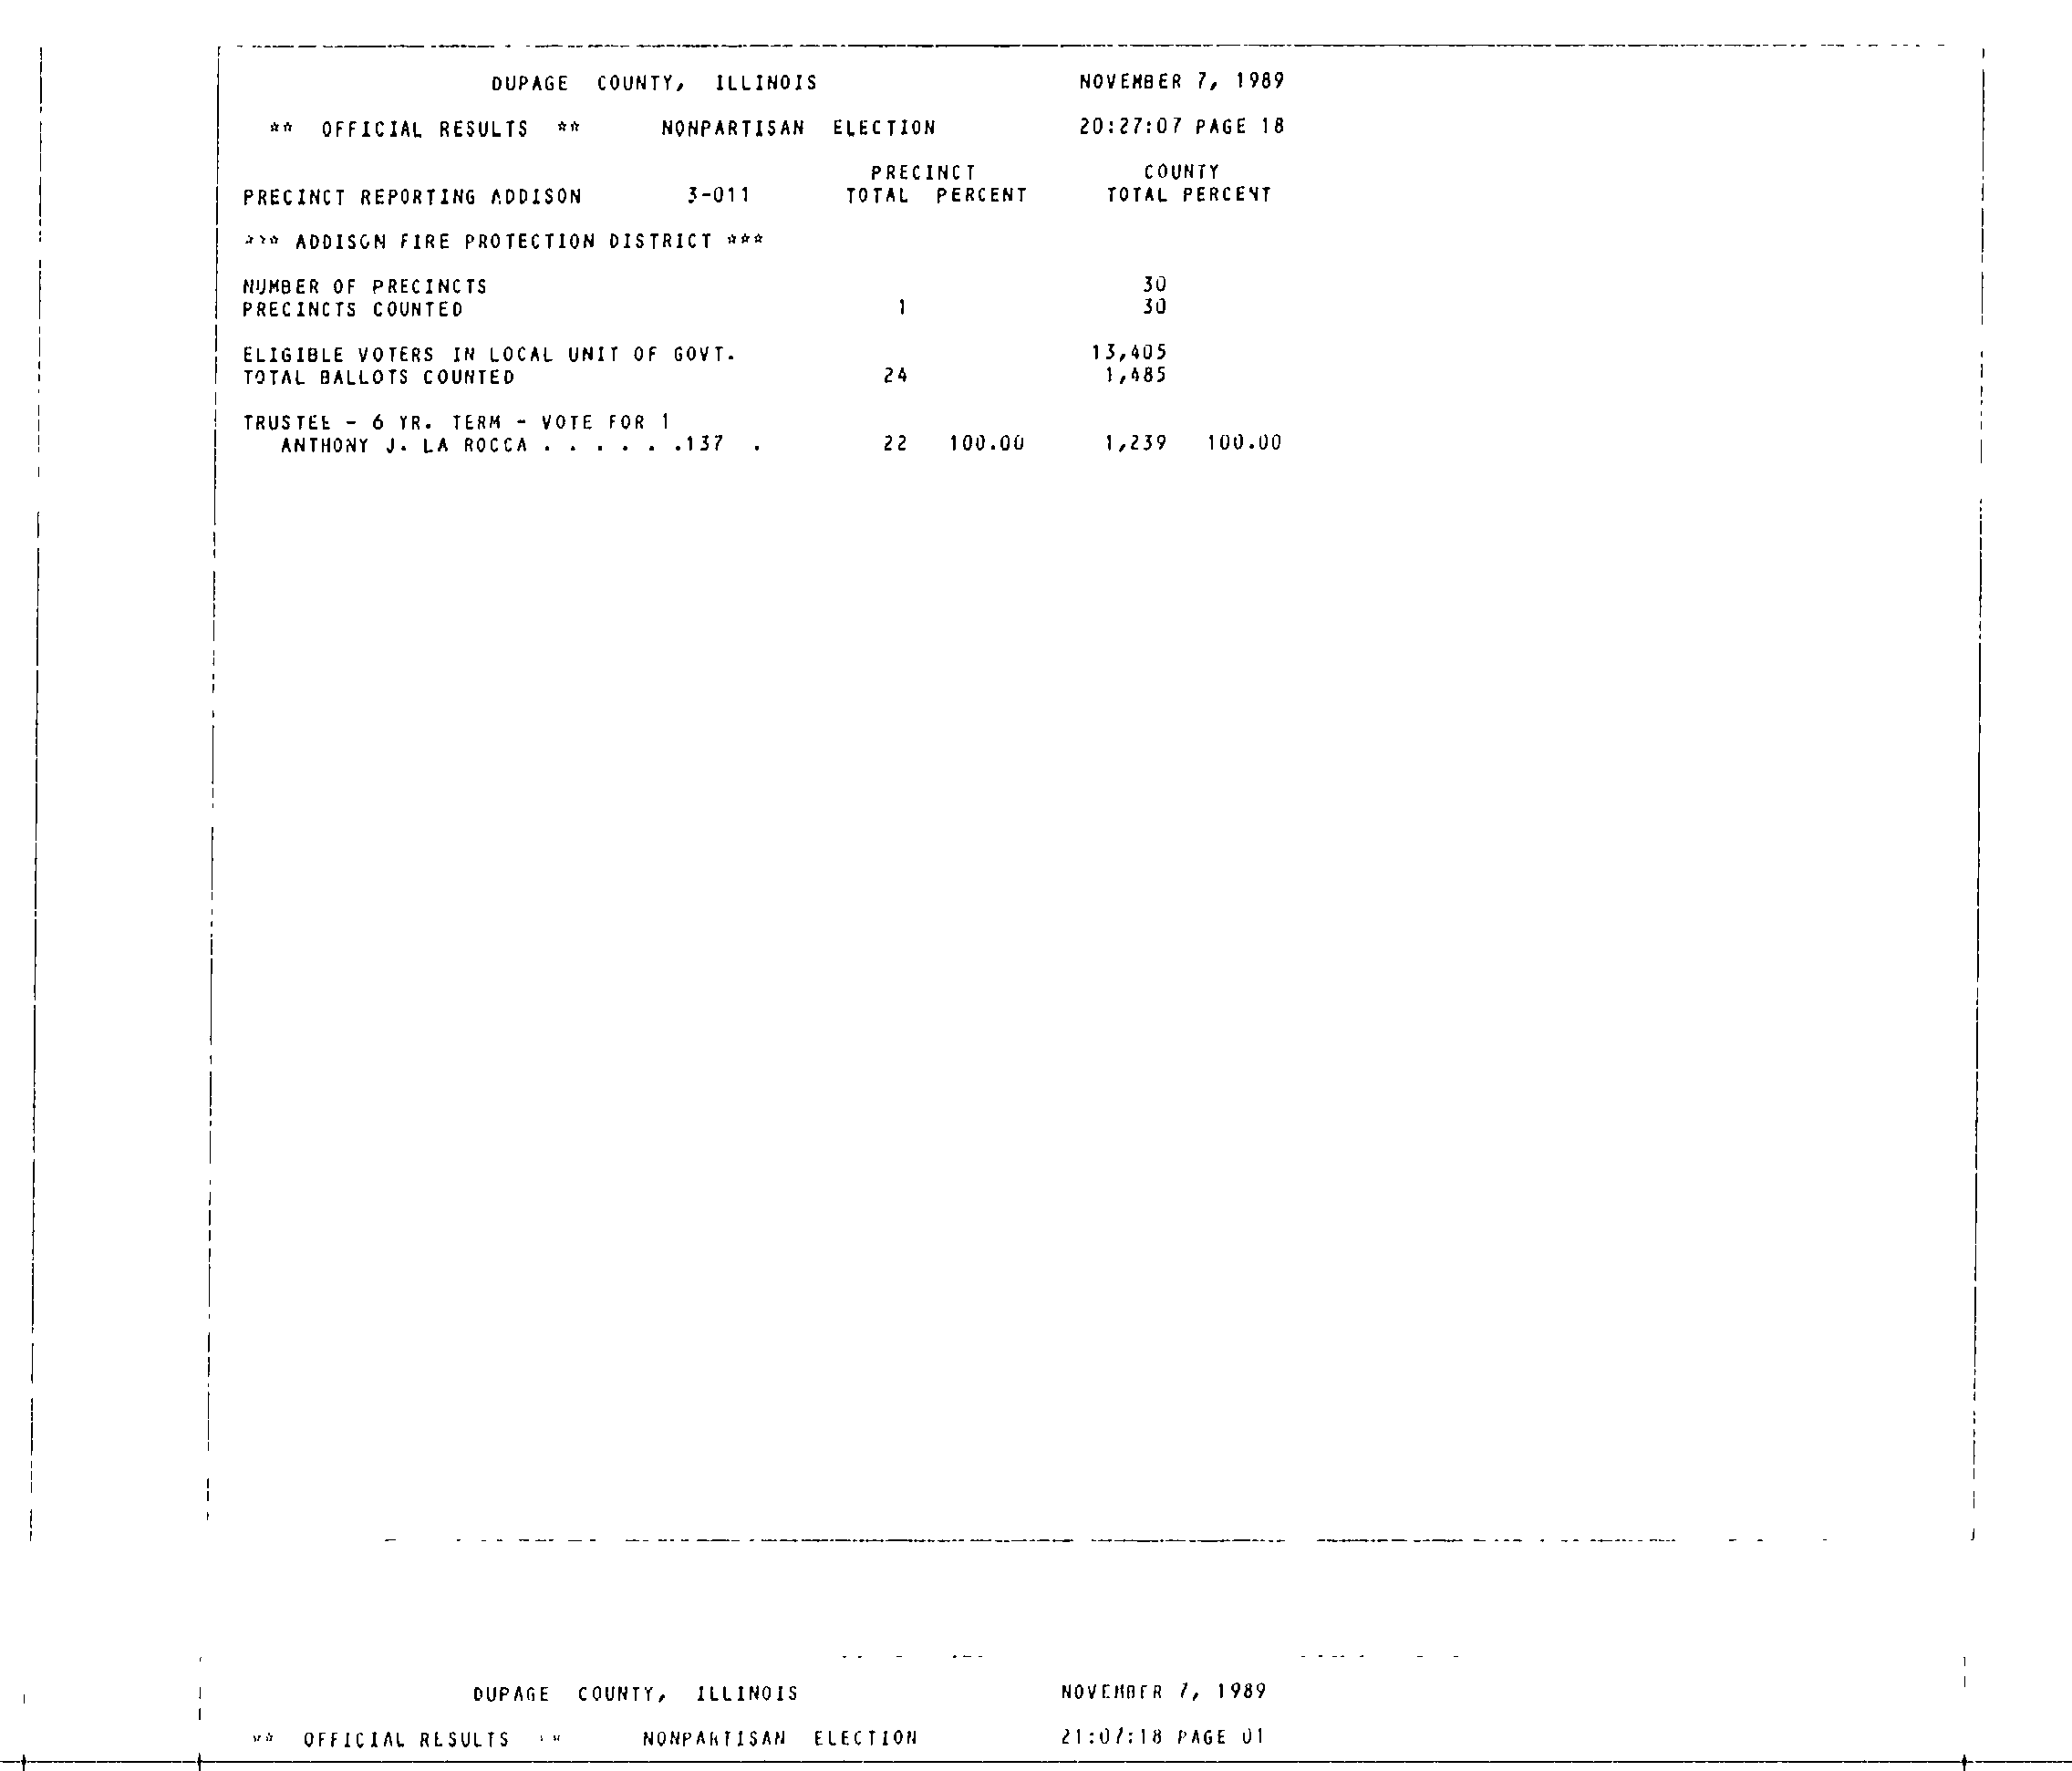 DUPAGE COUNTY, ILLINOIS NOVEMBER 7, 1989
** OFFICIAL RESULTS ** NONPARTISAN ELECTION 20:27:07 PAGE 18
PRECINCT COUNTY
PRECINCT REPORTING ADDISON 3-011 TOTAL PERCENT TOTAL PERCENT
*** ADDISON FIRE PROTECTION DISTRICT ***
NUMBER OF PRECINCTS 30
PRECINCTS COUNTED 1 30
ELIGIBLE VOTERS IN LOCAL UNIT OF GOVT. 13,405
TOTAL BALLOTS COUNTED 24 1,485
TRUSTEE - 6 YR. TERM - VOTE FOR 1
ANTHONY J. LA ROCCA . . . . . .137 . 22 100.00 1,239 100.00
DUPAGE COUNTY, ILLINOIS NOVEMBER 7, 1989
** OFFICIAL RESULTS ** NONPARTISAN ELECTION 21:07:18 PAGE 01